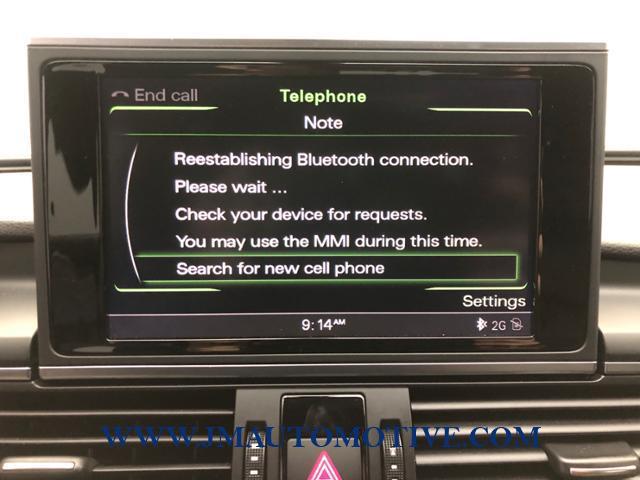 End call
Telephone
Note
Reestablishing Bluetooth connection.
Please wait ...
Check your device for requests.
You may use the MMI during this time.
Search for new cell phone
Settings
9:14AM
2G
WWW.JMAUTOMOTIVE.COM